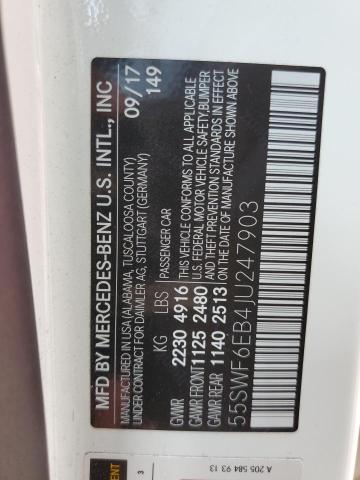 MFD BY MERCEDES-BENZ U.S. INTL., INC
MANUFACTURED IN USA (ALABAMA, TUSCALOOSA COUNTY) 09/17
UNDER CONTRACT FOR DAIMLER AG, STUTTGART (GERMANY) 149
KG LBS PASSENGER CAR
GVWR 2230 4916 THIS VEHICLE CONFORMS TO ALL APPLICABLE
GAWR FRONT 1125 2480 U.S. FEDERAL MOTOR VEHICLE SAFETY, BUMPER
GAWR REAR 1140 2513 AND THEFT PREVENTION STANDARDS IN EFFECT ON THE DATE OF MANUFACTURE SHOWN ABOVE
55SWF6EB4JU247903
3
A 205 584 93 13